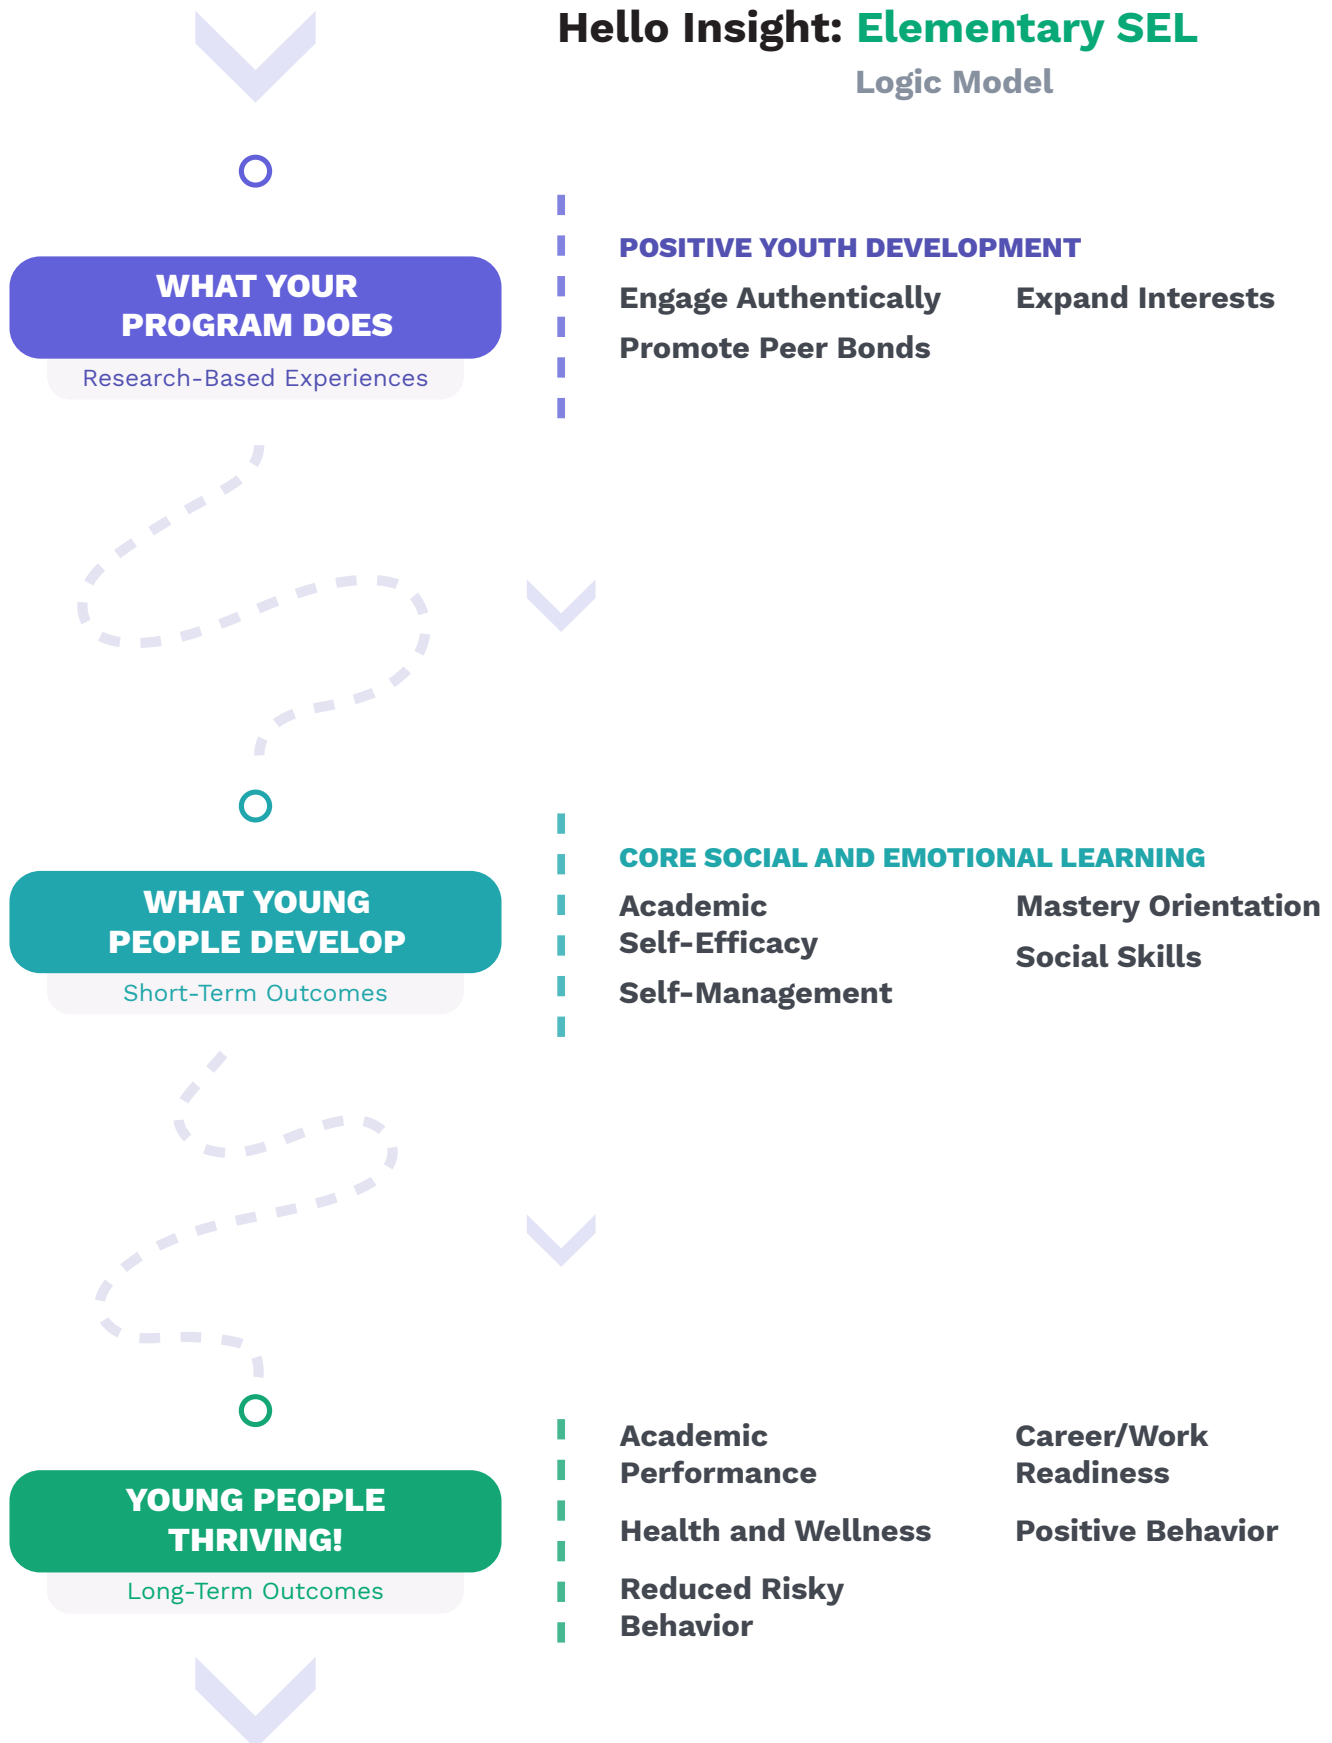 Hello Insight: Elementary SEL
Logic Model
WHAT YOUR
PROGRAM DOES
Research-Based Experiences
POSITIVE YOUTH DEVELOPMENT
Engage Authentically
Promote Peer Bonds
Expand Interests
WHAT YOUNG
PEOPLE DEVELOP
Short-Term Outcomes
CORE SOCIAL AND EMOTIONAL LEARNING
Academic
Self-Efficacy
Self-Management
Mastery Orientation
Social Skills
YOUNG PEOPLE
THRIVING!
Long-Term Outcomes
Academic
Performance
Health and Wellness
Reduced Risky
Behavior
Career/Work
Readiness
Positive Behavior